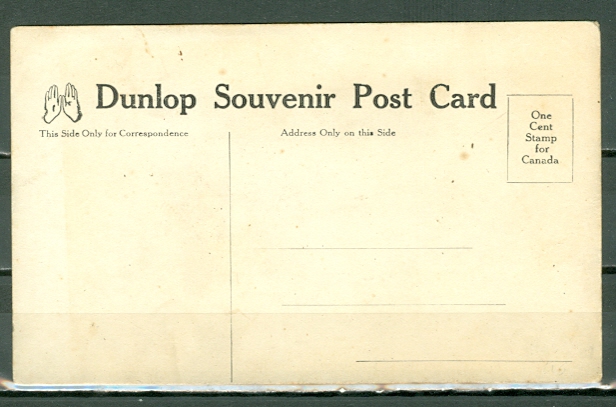 Dunlop Souvenir Post Card
This Side Only for Correspondence
Address Only on this Side
One
Cent
Stamp
for
Canada